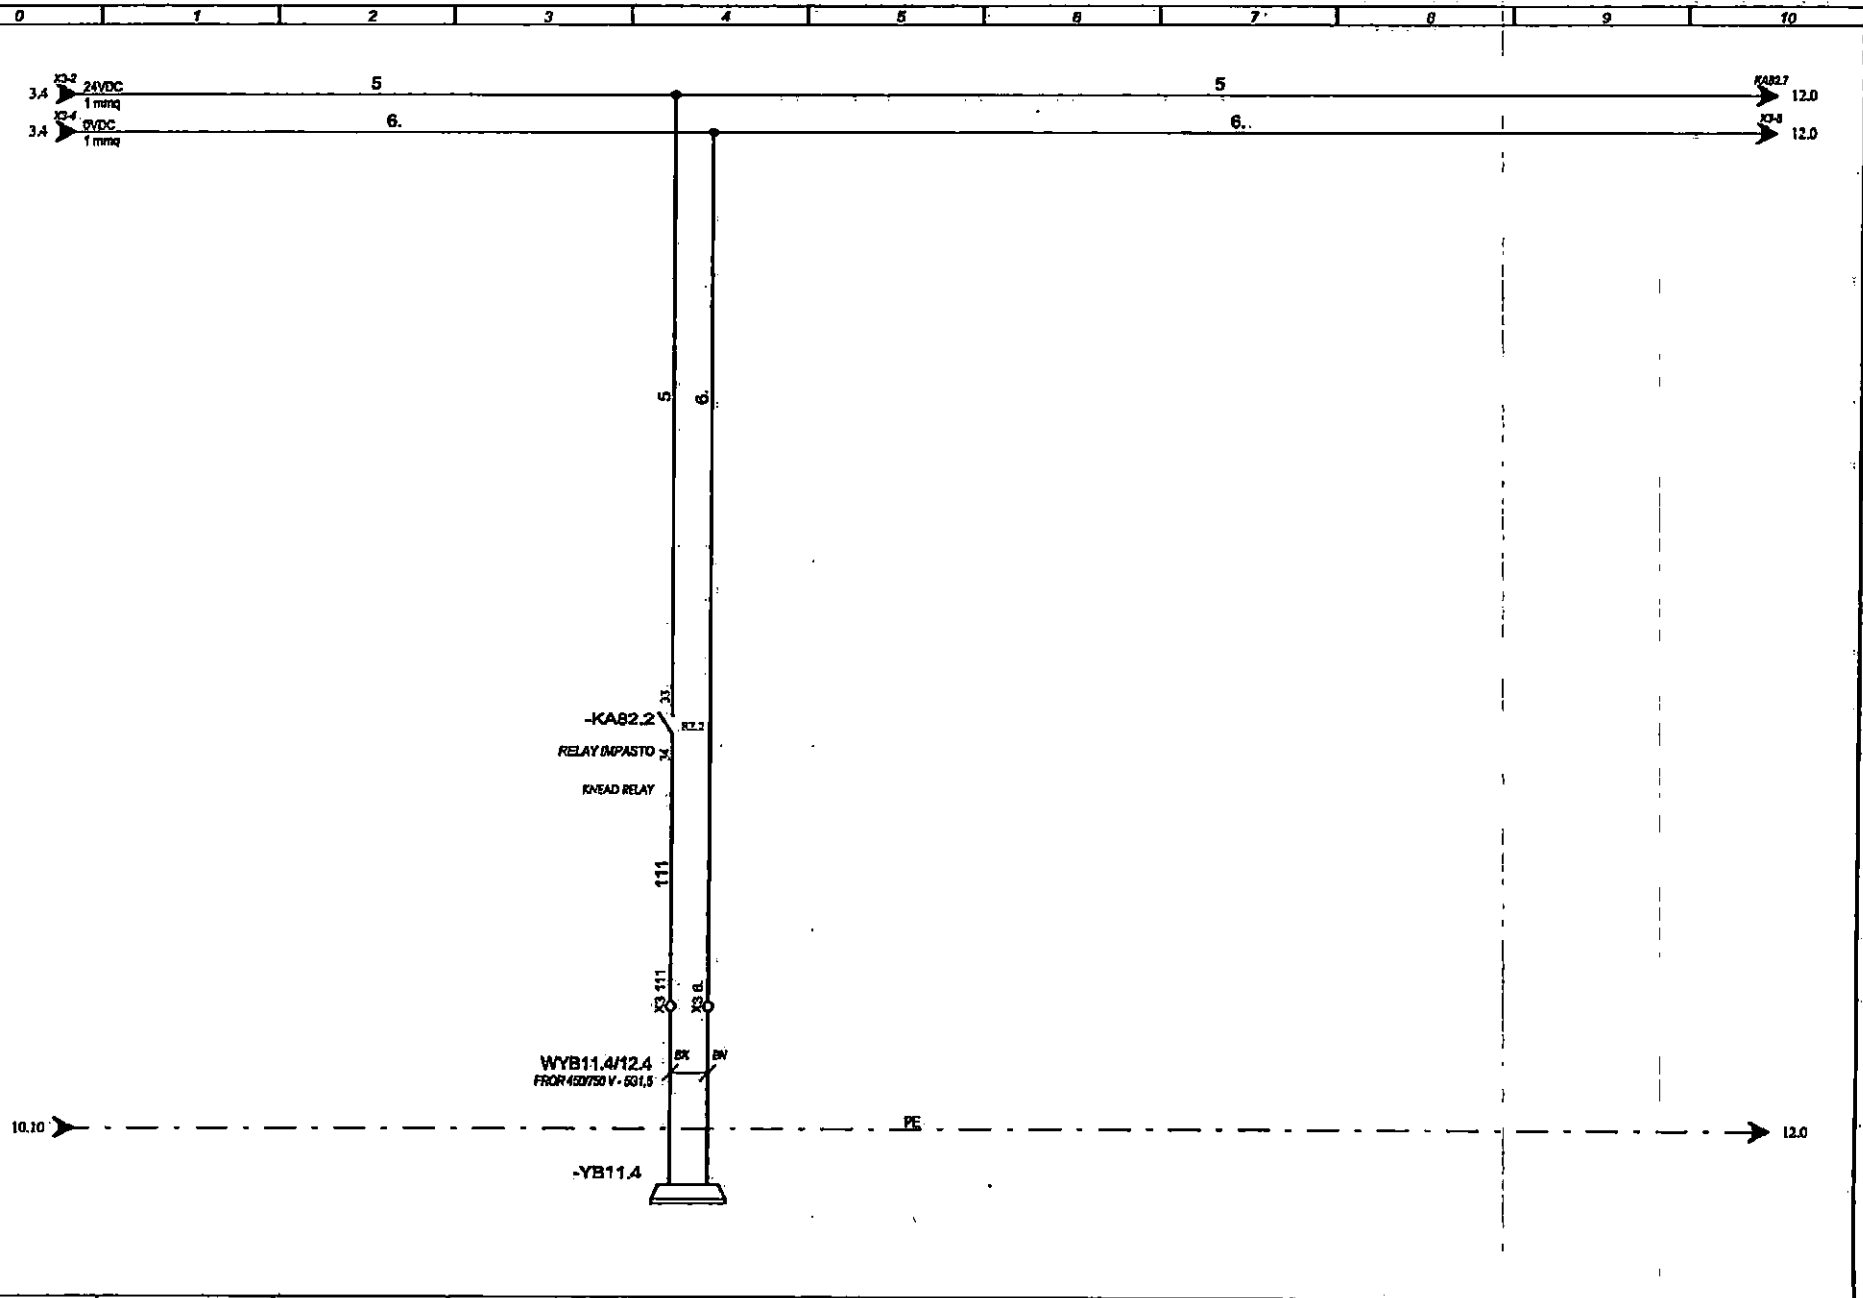 0 1 2 3 4 5 6 7 8 9 10
X3-2
3.4 24VDC 5 5 KA82.7 12.0
1 mmq
X3-4
3.4 0VDC 6. 6. X3-8 12.0
1 mmq
5 6.
33
-KA82.2
RELAY IMPASTO 34
KNEAD RELAY
111
X3 111 X3 6.
WYB11.4/12.4 BK BN
FROR 450/750 V -
10.10 PE 12.0
-YB11.4